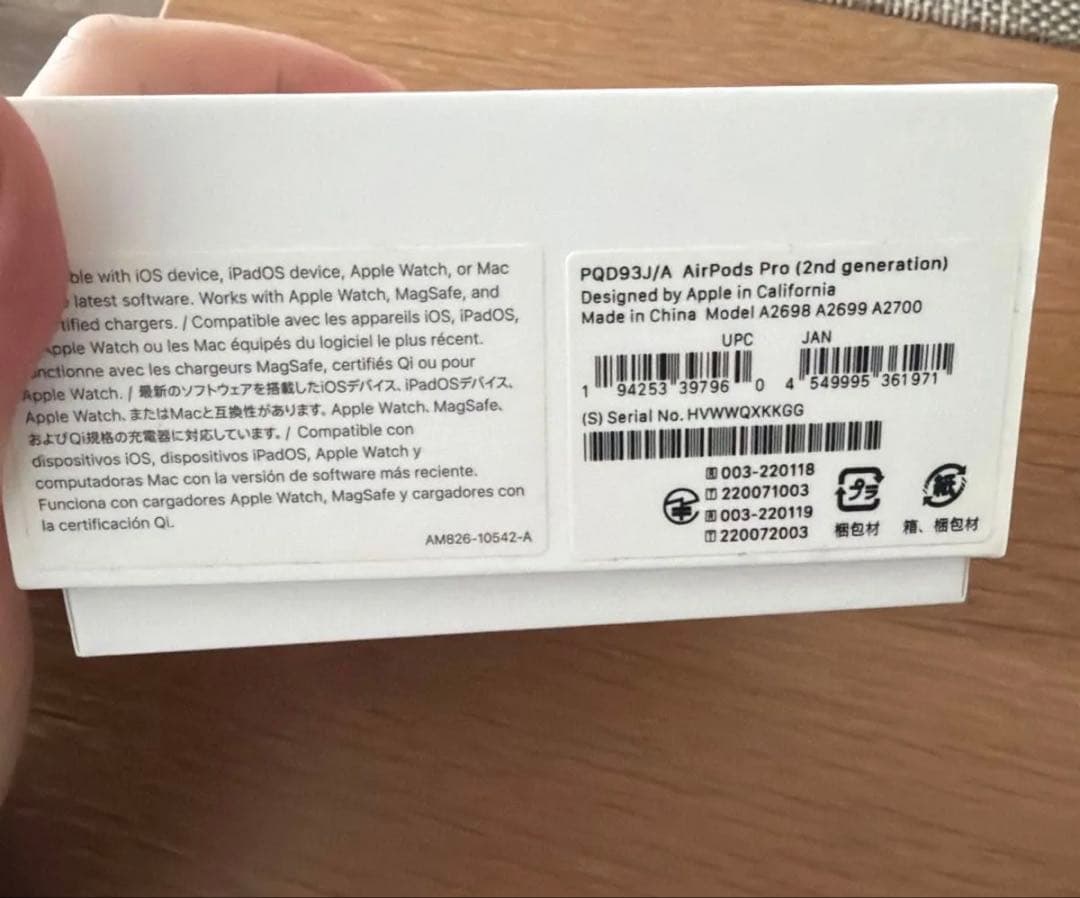 ble with iOS device, iPadOS device, Apple Watch, or Mac
latest software. Works with Apple Watch, MagSafe, and
tified chargers. / Compatible avec les appareils iOS, iPadOS,
Apple Watch ou les Mac équipés du logiciel le plus récent.
nctionne avec les chargeurs MagSafe, certifiés Qi ou pour
Apple Watch. / 最新のソフトウェアを搭載したiOSデバイス、iPadOSデバイス、
Apple Watch、またはMacと互換性があります。Apple Watch、MagSafe、
およびQi規格の充電器に対応しています。/ Compatible con
dispositivos iOS, dispositivos iPadOS, Apple Watch y
computadoras Mac con la versión de software más reciente.
Funciona con cargadores Apple Watch, MagSafe y cargadores con
la certificación Qi.
AM826-10542-A
PQD93J/A AirPods Pro (2nd generation)
Designed by Apple in California
Made in China Model A2698 A2699 A2700
UPC JAN
1 94253 39796 0 4 549995 361971
(S) Serial No. HVWWQXKKGG
R 003-220118
T 220071003
R 003-220119
T 220072003
プラ 紙
梱包材 箱、梱包材